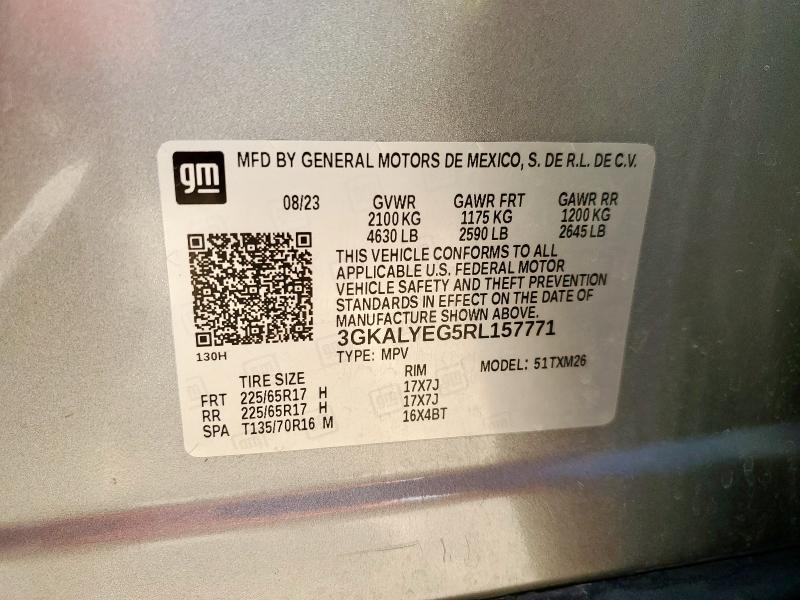 gm
MFD BY GENERAL MOTORS DE MEXICO, S. DE R.L. DE C.V.
08/23 GVWR GAWR FRT GAWR RR
2100 KG 1175 KG 1200 KG
4630 LB 2590 LB 2645 LB
THIS VEHICLE CONFORMS TO ALL
APPLICABLE U.S. FEDERAL MOTOR
VEHICLE SAFETY AND THEFT PREVENTION
STANDARDS IN EFFECT ON THE DATE OF
MANUFACTURE SHOWN ABOVE.
3GKALYEG5RL157771
130H
TYPE: MPV MODEL: 51TXM26
TIRE SIZE RIM
FRT 225/65R17 H 17X7J
RR 225/65R17 H 17X7J
SPA T135/70R16 M 16X4BT